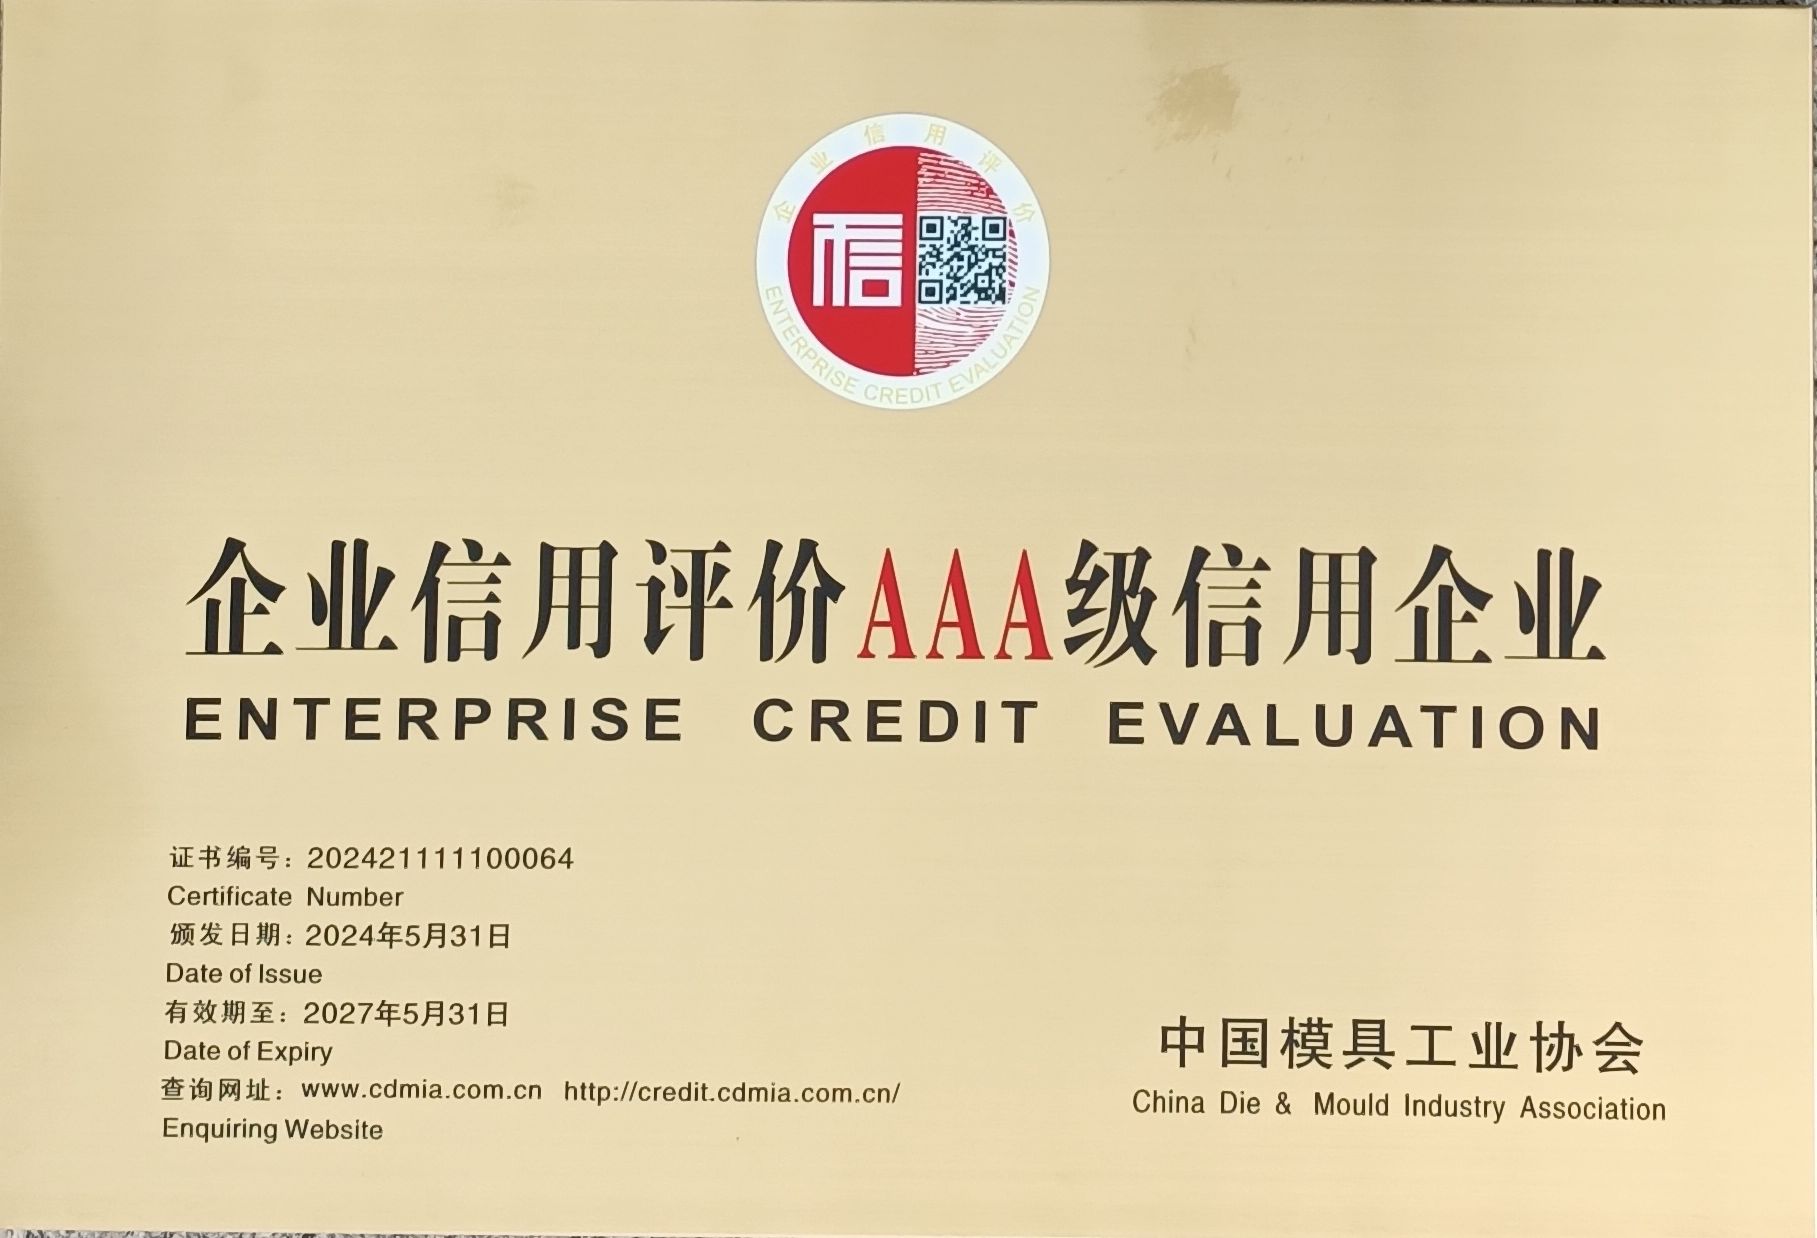 企业信用评价
信
ENTERPRISE CREDIT EVALUATION
企业信用评价AAA级信用企业
ENTERPRISE CREDIT EVALUATION
证书编号：202421111100064
Certificate Number
颁发日期：2024年5月31日
Date of Issue
有效期至：2027年5月31日
Date of Expiry
查询网址：www.cdmia.com.cn http://credit.cdmia.com.cn/
Enquiring Website
中国模具工业协会
China Die & Mould Industry Association